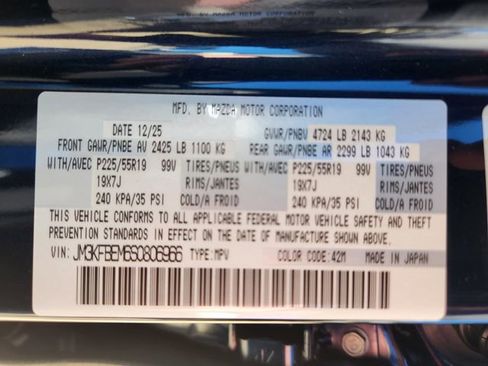 MFD. BY MAZDA MOTOR CORPORATION
DATE 12/25 GVWR/PNBV 4724 LB 2143 KG
FRONT GAWR/PNBE AV 2425 LB 1100 KG REAR GAWR/PNBE AR 2299 LB 1043 KG
WITH/AVEC P225/55R19 99V TIRES/PNEUS WITH/AVEC P225/55R19 99V TIRES/PNEUS
19X7J RIMS/JANTES 19X7J RIMS/JANTES
240 KPA/35 PSI COLD/A FROID 240 KPA/35 PSI COLD/A FROID
THIS VEHICLE CONFORMS TO ALL APPLICABLE FEDERAL MOTOR VEHICLE SAFETY AND THEFT
PREVENTION STANDARDS IN EFFECT ON THE DATE OF MANUFACTURE SHOWN ABOVE.
VIN: TYPE: MPV COLOR CODE: 42M MADE IN JAPAN